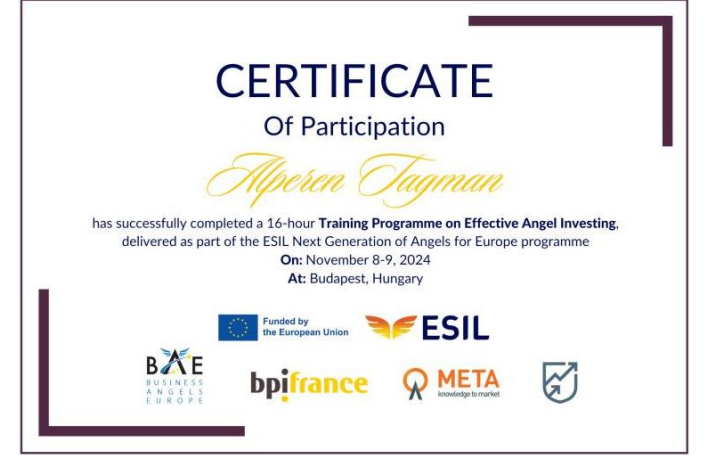 CERTIFICATE
Of Participation
Alperen Tagman
has successfully completed a 16-hour Training Programme on Effective Angel Investing,
delivered as part of the ESIL Next Generation of Angels for Europe programme
On: November 8-9, 2024
At: Budapest, Hungary
Funded by
the European Union
ESIL
BAE
BUSINESS
ANGELS
EUROPE
bpifrance
META
knowledge to market